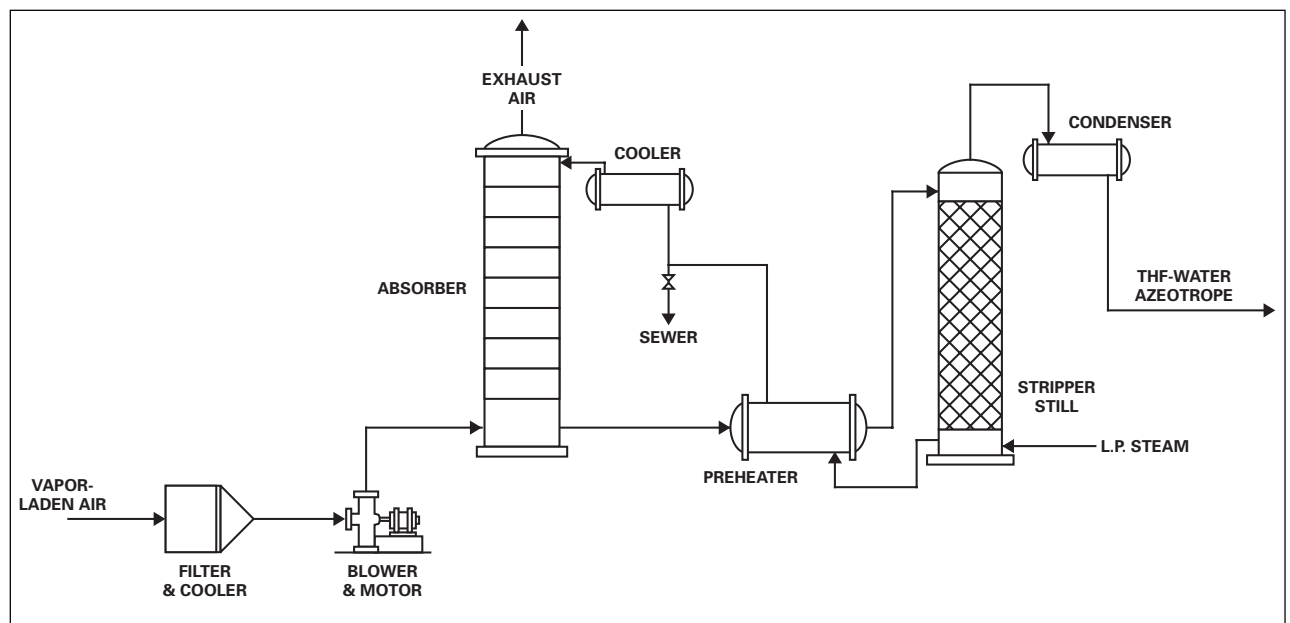 EXHAUST
AIR
COOLER
CONDENSER
ABSORBER
SEWER
THF-WATER
AZEOTROPE
STRIPPER
STILL
L.P. STEAM
PREHEATER
VAPOR-
LADEN AIR
FILTER
& COOLER
BLOWER
& MOTOR